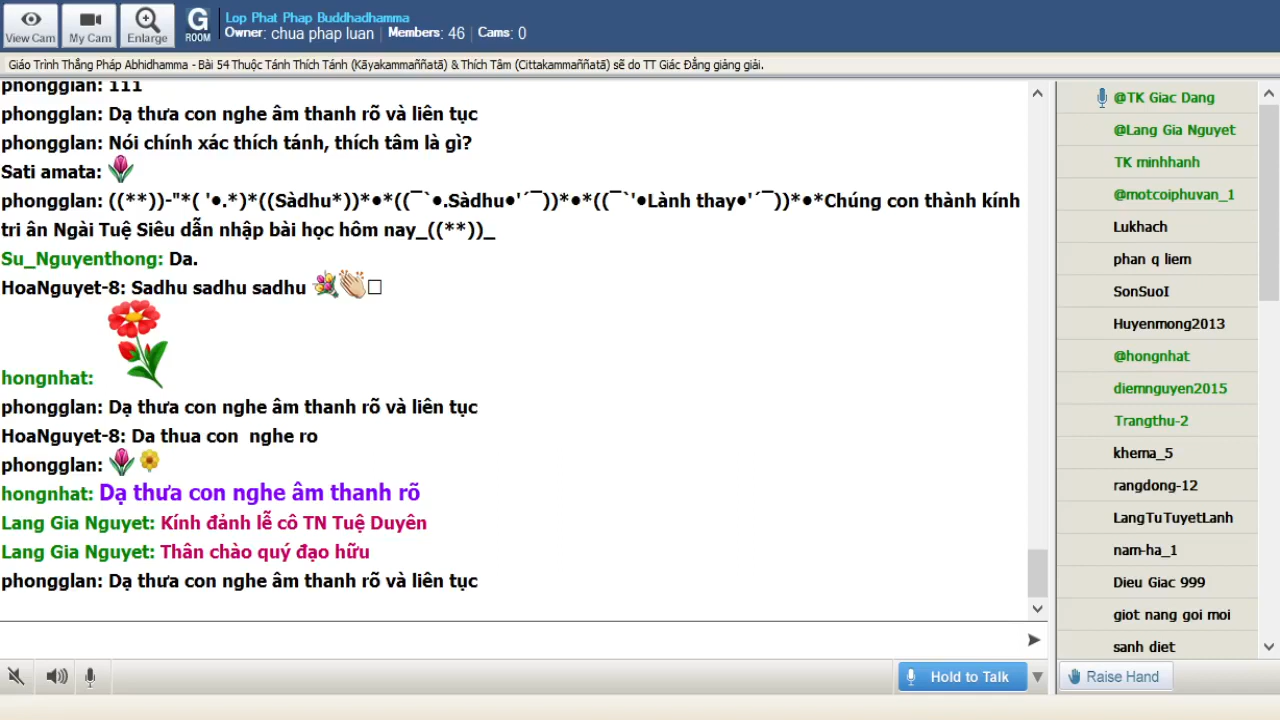 View Cam
My Cam
Enlarge
G
ROOM
Lop Phat Phap Buddhadhamma
Owner: chua phap luan Members: 46 Cams: 0
Giáo Trình Thắng Pháp Abhidhamma - Bài 54 Thuộc Tánh Thích Tánh (Kāyakammaññatā) & Thích Tâm (Cittakammaññatā) sẽ do TT Giác Đẳng giảng giải.
phongglan: 111
phongglan: Dạ thưa con nghe âm thanh rõ và liên tục
phongglan: Nói chính xác thích tánh, thích tâm là gì?
Sati amata:
phongglan: ((**))-"*( '•.*)*((Sàdhu*))*•*((¯`•.Sàdhu•'´¯))*•*((¯`'•Lành thay•'´¯))*•*Chúng con thành kính
tri ân Ngài Tuệ Siêu dẫn nhập bài học hôm nay_((**))_
Su_Nguyenthong: Da.
HoaNguyet-8: Sadhu sadhu sadhu
hongnhat:
phongglan: Dạ thưa con nghe âm thanh rõ và liên tục
HoaNguyet-8: Da thua con nghe ro
phongglan:
hongnhat: Dạ thưa con nghe âm thanh rõ
Lang Gia Nguyet: Kính đảnh lễ cô TN Tuệ Duyên
Lang Gia Nguyet: Thân chào quý đạo hữu
phongglan: Dạ thưa con nghe âm thanh rõ và liên tục
Hold to Talk
@TK Giac Dang
@Lang Gia Nguyet
TK minhhanh
@motcoiphuvan_1
Lukhach
phan q liem
SonSuoI
Huyenmong2013
@hongnhat
diemnguyen2015
Trangthu-2
khema_5
rangdong-12
LangTuTuyetLanh
nam-ha_1
Dieu Giac 999
giot nang goi moi
sanh diet
Raise Hand